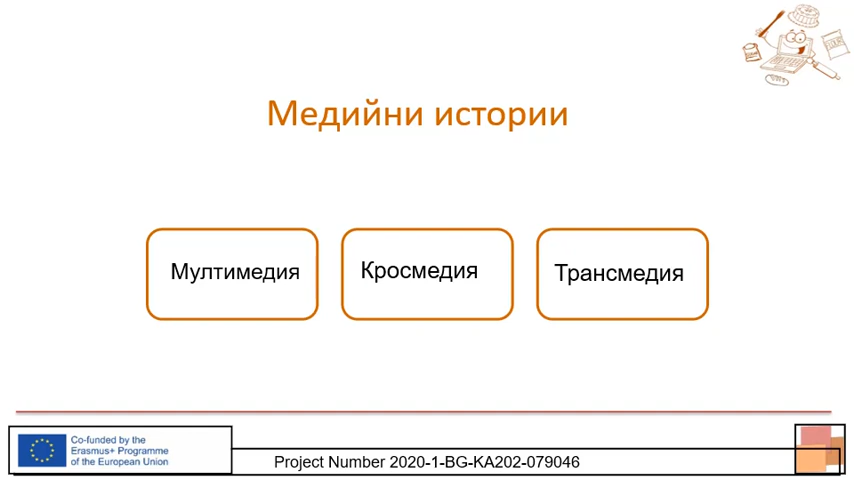 Медийни истории
Мултимедия
Кросмедия
Трансмедия
Co-funded by the
Erasmus+ Programme
of the European Union
Project Number 2020-1-BG-KA202-079046